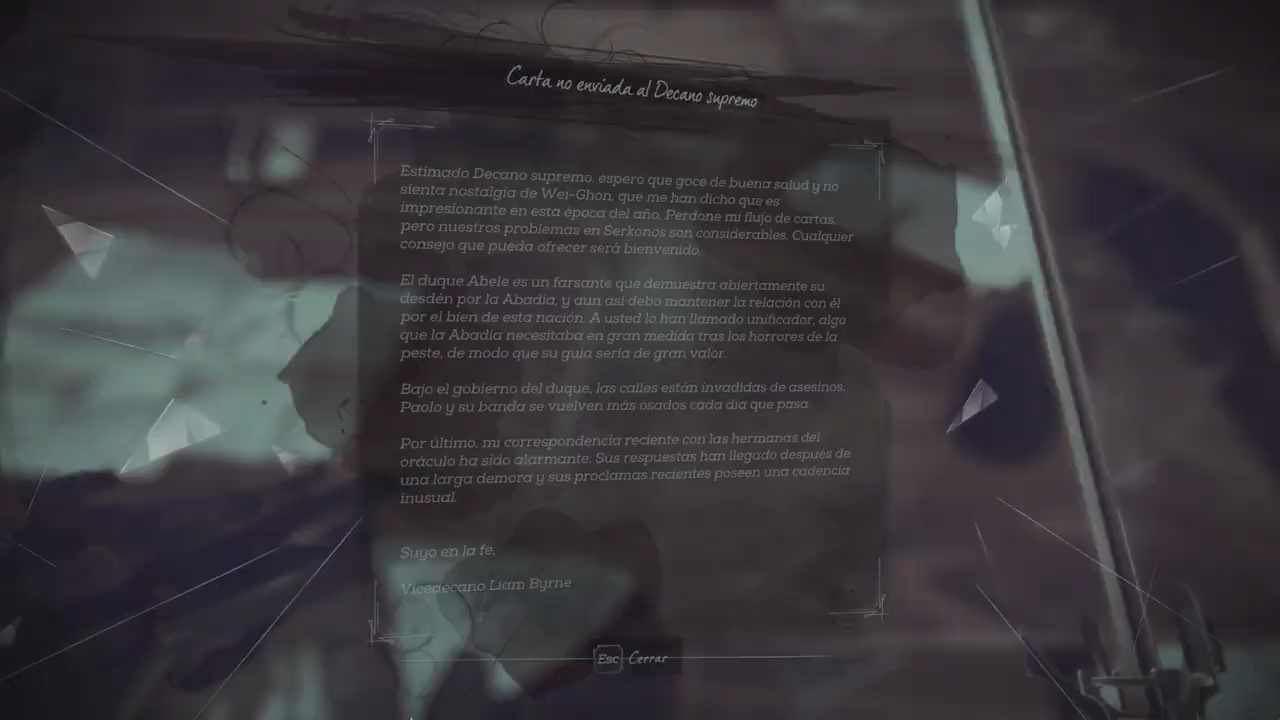 Carta no enviada al Decano supremo
Estimado Decano supremo, espero que goce de buena salud y no
sienta nostalgia de Wei-Ghon, que me han dicho que es
impresionante en esta época del año. Perdone mi flujo de cartas,
pero nuestros problemas en Serkonos son considerables. Cualquier
consejo que pueda ofrecer será bienvenido.
El duque Abele es un farsante que demuestra abiertamente su
desdén por la Abadía, y aun así debo mantener la relación con él
por el bien de esta nación. A usted lo han llamado unificador, algo
que la Abadía necesitaba en gran medida tras los horrores de la
peste, de modo que su guía sería de gran valor.
Bajo el gobierno del duque, las calles están invadidas de asesinos.
Paolo y su banda se vuelven más osados cada día que pasa.
Por último, mi correspondencia reciente con las hermanas del
oráculo ha sido alarmante. Sus respuestas han llegado después de
una larga demora y sus proclamas recientes poseen una cadencia
inusual.
Suyo en la fe,
Vicedecano Liam Byrne
Esc Cerrar